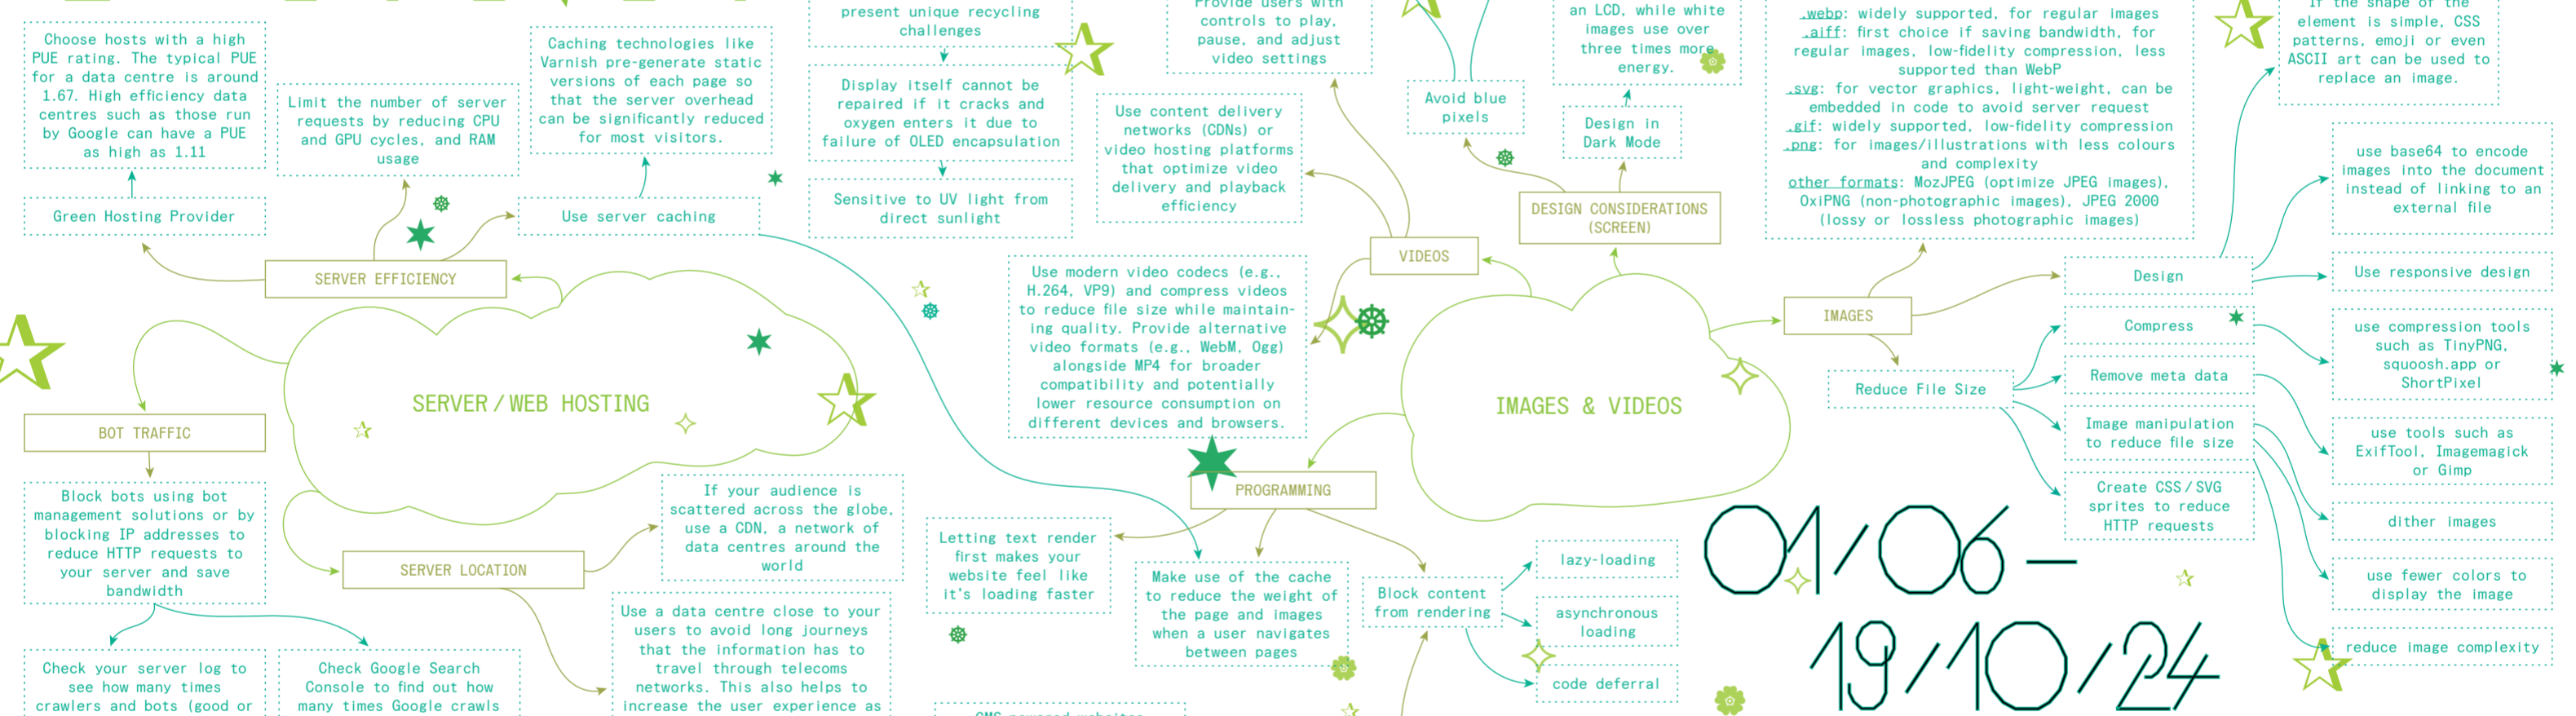 Choose hosts with a high
PUE rating. The typical PUE
for a data centre is around
1.67. High efficiency data
centres such as those run
by Google can have a PUE
as high as 1.11
Green Hosting Provider
Limit the number of server
requests by reducing CPU
and GPU cycles, and RAM
usage
Caching technologies like
Varnish pre-generate static
versions of each page so
that the server overhead
can be significantly reduced
for most visitors.
Use server caching
SERVER EFFICIENCY
SERVER / WEB HOSTING
BOT TRAFFIC
Block bots using bot
management solutions or by
blocking IP addresses to
reduce HTTP requests to
your server and save
bandwidth
Check your server log to
see how many times
crawlers and bots (good or
Check Google Search
Console to find out how
many times Google crawls
SERVER LOCATION
If your audience is
scattered across the globe,
use a CDN, a network of
data centres around the
world
Use a data centre close to your
users to avoid long journeys
that the information has to
travel through telecoms
networks. This also helps to
increase the user experience as
present unique recycling
challenges
Display itself cannot be
repaired if it cracks and
oxygen enters it due to
failure of OLED encapsulation
Sensitive to UV light from
direct sunlight
Provide users with
controls to play,
pause, and adjust
video settings
Use content delivery
networks (CDNs) or
video hosting platforms
that optimize video
delivery and playback
efficiency
VIDEOS
Use modern video codecs (e.g.,
H.264, VP9) and compress videos
to reduce file size while maintain-
ing quality. Provide alternative
video formats (e.g., WebM, Ogg)
alongside MP4 for broader
compatibility and potentially
lower resource consumption on
different devices and browsers.
Avoid blue
pixels
an LCD, while white
images use over
three times more
energy.
Design in
Dark Mode
DESIGN CONSIDERATIONS
(SCREEN)
IMAGES & VIDEOS
PROGRAMMING
Letting text render
first makes your
website feel like
it's loading faster
Make use of the cache
to reduce the weight of
the page and images
when a user navigates
between pages
Block content
from rendering
lazy-loading
asynchronous
loading
code deferral
CMS powered websites
.webp: widely supported, for regular images
.aiff: first choice if saving bandwidth, for
regular images, low-fidelity compression, less
supported than WebP
.svg: for vector graphics, light-weight, can be
embedded in code to avoid server request
.gif: widely supported, low-fidelity compression
.png: for images/illustrations with less colours
and complexity
other formats: MozJPEG (optimize JPEG images),
OxiPNG (non-photographic images), JPEG 2000
(lossy or lossless photographic images)
IMAGES
Design
If the shape of the
element is simple, CSS
patterns, emoji or even
ASCII art can be used to
replace an image.
use base64 to encode
images into the document
instead of linking to an
external file
Use responsive design
Reduce File Size
Compress
Remove meta data
Image manipulation
to reduce file size
Create CSS / SVG
sprites to reduce
HTTP requests
use compression tools
such as TinyPNG,
squoosh.app or
ShortPixel
use tools such as
ExifTool, Imagemagick
or Gimp
dither images
use fewer colors to
display the image
reduce image complexity
01/06 —
19/10/24